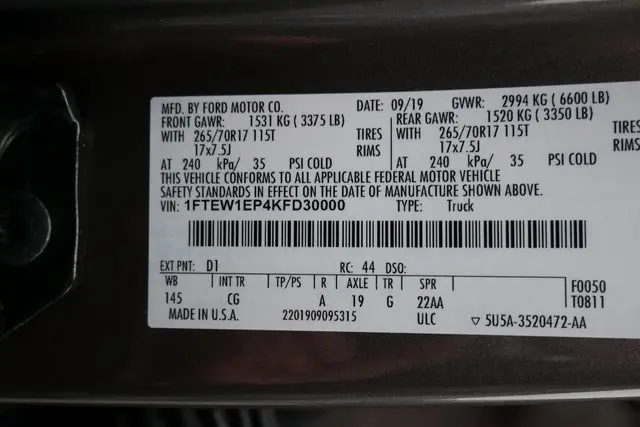 MFD. BY FORD MOTOR CO. DATE: 09/19 GVWR: 2994 KG ( 6600 LB)
FRONT GAWR: 1531 KG ( 3375 LB) REAR GAWR: 1520 KG ( 3350 LB)
WITH 265/70R17 115T TIRES WITH 265/70R17 115T TIRES
17x7.5J RIMS 17x7.5J RIMS
AT 240 kPa/ 35 PSI COLD AT 240 kPa/ 35 PSI COLD
THIS VEHICLE CONFORMS TO ALL APPLICABLE FEDERAL MOTOR VEHICLE
SAFETY STANDARDS IN EFFECT ON THE DATE OF MANUFACTURE SHOWN ABOVE.
VIN: 1FTEW1EP4KFD30000 TYPE: Truck
EXT PNT: D1 RC: 44 DSO:
WB INT TR TP/PS R AXLE TR SPR F0050
145 CG A 19 G 22AA T0811
MADE IN U.S.A. 2201909095315 ULC ▽ 5U5A-3520472-AA